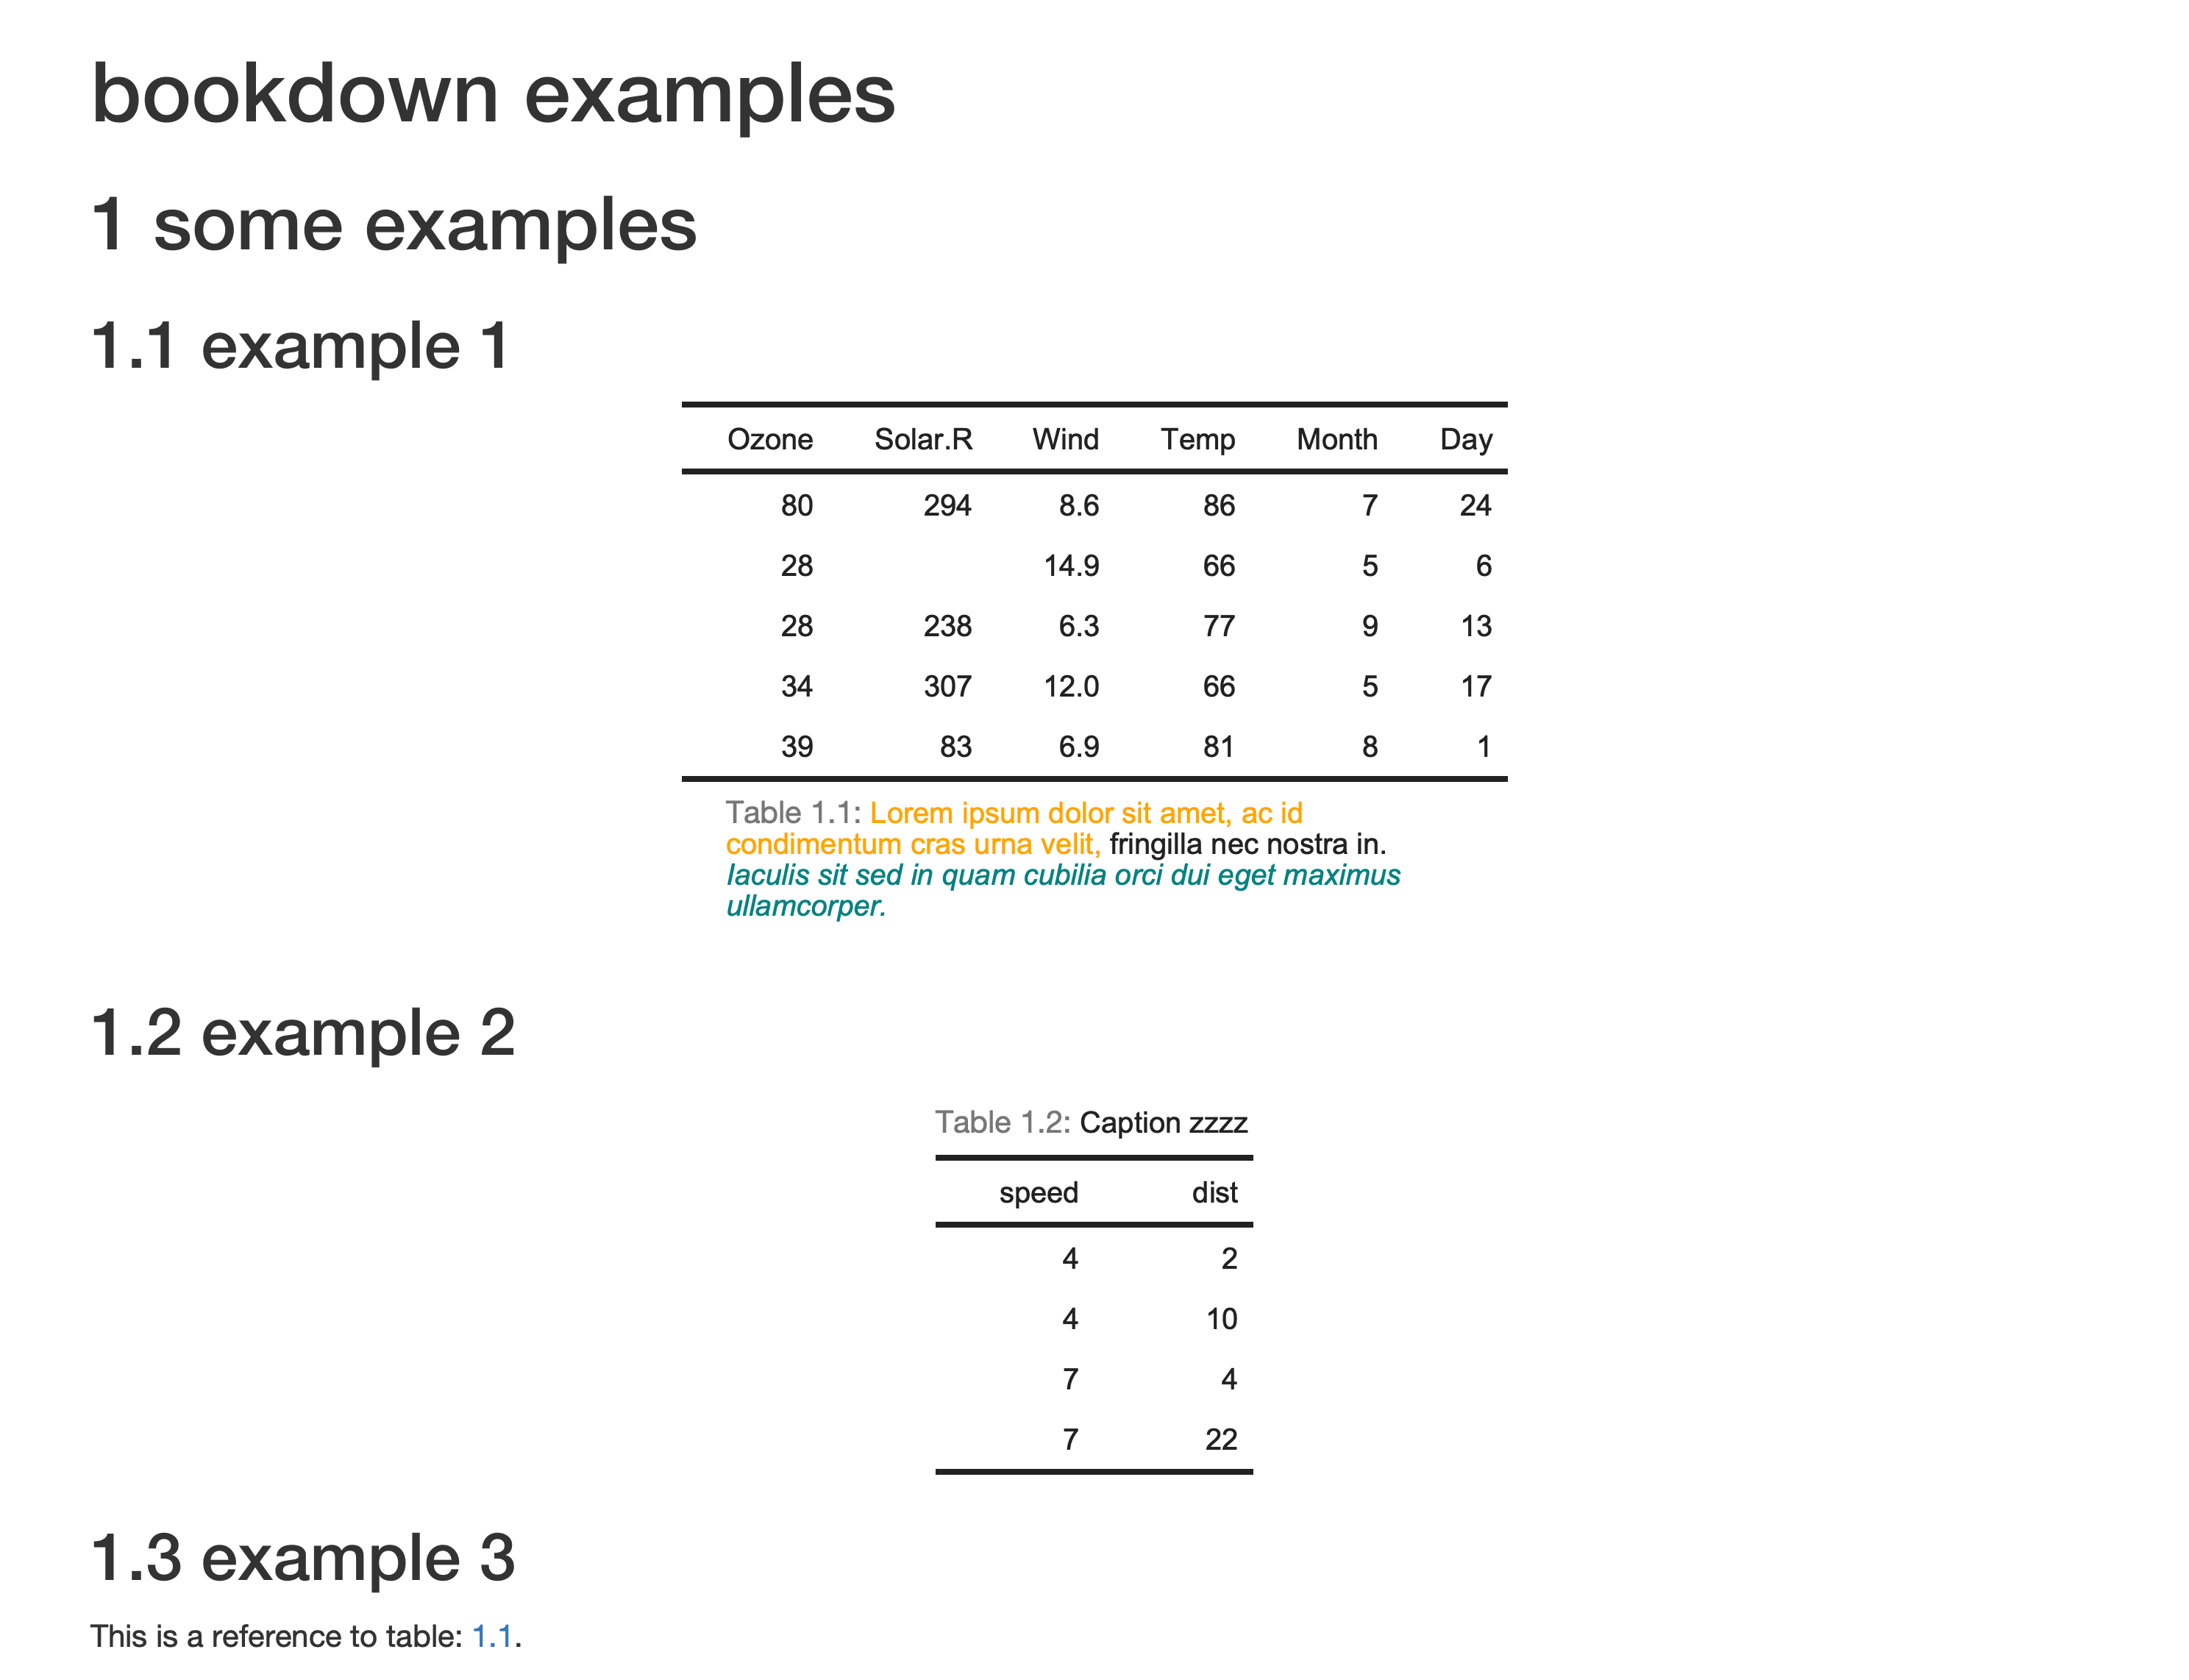 bookdown examples
1 some examples
1.1 example 1
Ozone Solar.R Wind Temp Month Day
80 294 8.6 86 7 24
28 14.9 66 5 6
28 238 6.3 77 9 13
34 307 12.0 66 5 17
39 83 6.9 81 8 1
Table 1.1: Lorem ipsum dolor sit amet, ac id
condimentum cras urna velit, fringilla nec nostra in.
Iaculis sit sed in quam cubilia orci dui eget maximus
ullamcorper.
1.2 example 2
Table 1.2: Caption zzzz
speed dist
4 2
4 10
7 4
7 22
1.3 example 3
This is a reference to table: 1.1.